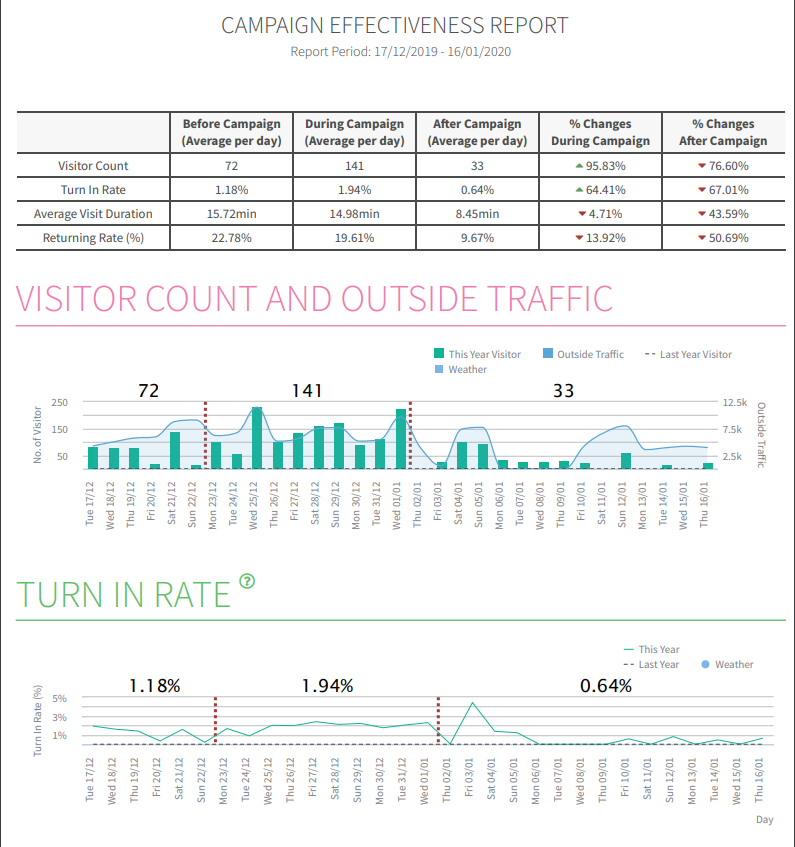 CAMPAIGN EFFECTIVENESS REPORT
Report Period: 17/12/2019 - 16/01/2020
Before Campaign (Average per day) During Campaign (Average per day) After Campaign (Average per day) % Changes During Campaign % Changes After Campaign
Visitor Count 72 141 33 95.83% 76.60%
Turn In Rate 1.18% 1.94% 0.64% 64.41% 67.01%
Average Visit Duration 15.72min 14.98min 8.45min 4.71% 43.59%
Returning Rate (%) 22.78% 19.61% 9.67% 13.92% 50.69%
VISITOR COUNT AND OUTSIDE TRAFFIC
This Year Visitor Outside Traffic Last Year Visitor
Weather
72 141 33
250 12.5k
150 7.5k
50 2.5k
No. of Visitor
Outside Traffic
Tue 17/12
Wed 18/12
Thu 19/12
Fri 20/12
Sat 21/12
Sun 22/12
Mon 23/12
Tue 24/12
Wed 25/12
Thu 26/12
Fri 27/12
Sat 28/12
Sun 29/12
Mon 30/12
Tue 31/12
Wed 01/01
Thu 02/01
Fri 03/01
Sat 04/01
Sun 05/01
Mon 06/01
Tue 07/01
Wed 08/01
Thu 09/01
Fri 10/01
Sat 11/01
Sun 12/01
Mon 13/01
Tue 14/01
Wed 15/01
Thu 16/01
TURN IN RATE ?
This Year
Last Year Weather
1.18% 1.94% 0.64%
5%
3%
1%
Turn In Rate (%)
Tue 17/12
Wed 18/12
Thu 19/12
Fri 20/12
Sat 21/12
Sun 22/12
Mon 23/12
Tue 24/12
Wed 25/12
Thu 26/12
Fri 27/12
Sat 28/12
Sun 29/12
Mon 30/12
Tue 31/12
Wed 01/01
Thu 02/01
Fri 03/01
Sat 04/01
Sun 05/01
Mon 06/01
Tue 07/01
Wed 08/01
Thu 09/01
Fri 10/01
Sat 11/01
Sun 12/01
Mon 13/01
Tue 14/01
Wed 15/01
Thu 16/01
Day